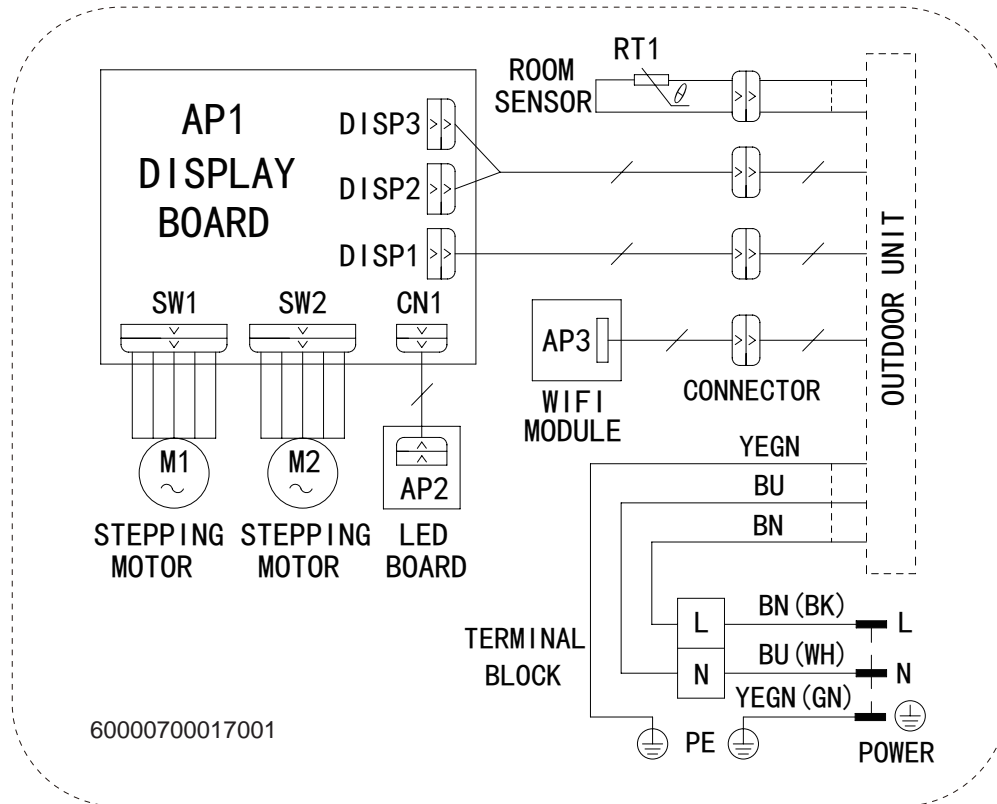 RT1
ROOM
SENSOR
AP1
DISPLAY
BOARD
DISP3
DISP2
DISP1
SW1
SW2
CN1
AP3
WIFI
MODULE
CONNECTOR
OUTDOOR UNIT
M1
M2
AP2
STEPPING
MOTOR
STEPPING
MOTOR
LED
BOARD
YEGN
BU
BN
TERMINAL
BLOCK
L
N
BN(BK)
L
BU(WH)
N
YEGN(GN)
PE
POWER
60000700017001